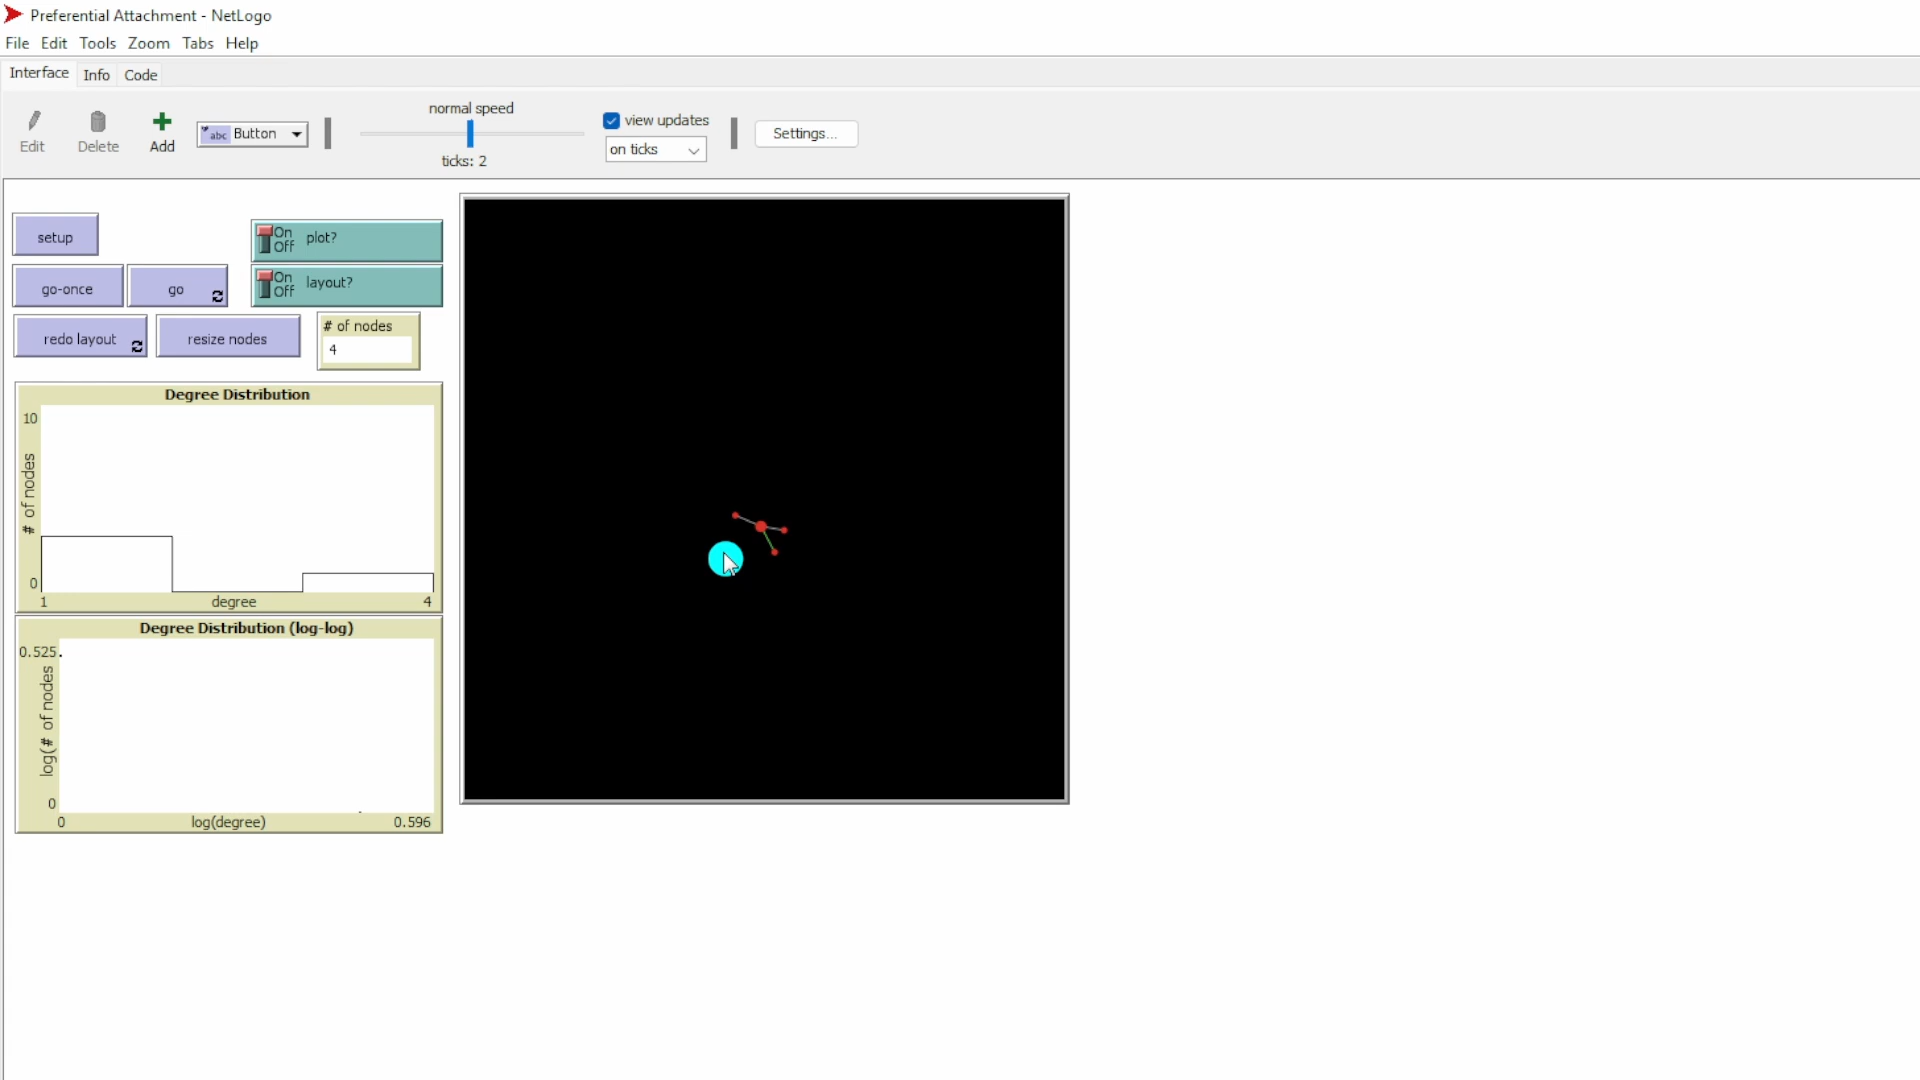 Preferential Attachment - NetLogo
File Edit Tools Zoom Tabs Help
Interface Info Code
Edit Delete Add abc Button
normal speed
ticks: 2
view updates
on ticks
Settings...
setup
On
Off
plot?
go-once
go
On
Off
layout?
redo layout
resize nodes
# of nodes
4
Degree Distribution
10
# of nodes
0
1
degree
4
Degree Distribution (log-log)
0.525.
log(# of nodes)
0
0
log(degree)
0.596